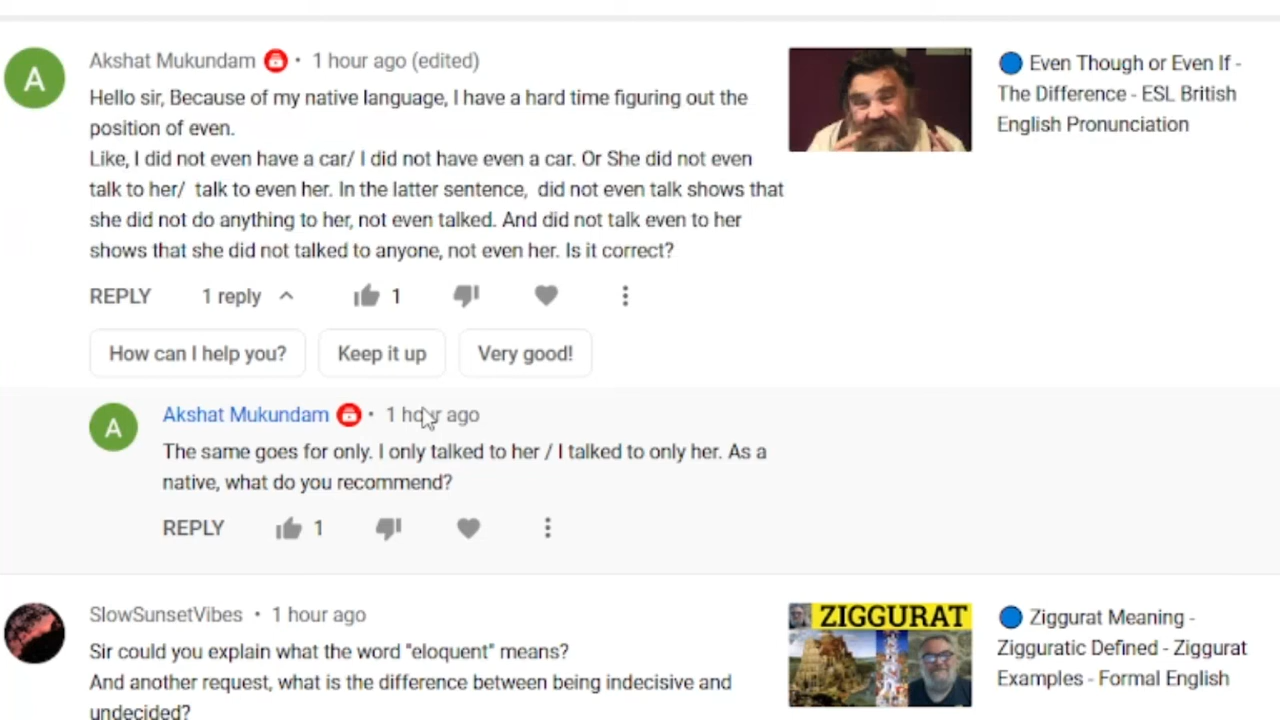 A
Akshat Mukundam • 1 hour ago (edited)
Hello sir, Because of my native language, I have a hard time figuring out the
position of even.
Like, I did not even have a car/ I did not have even a car. Or She did not even
talk to her/ talk to even her. In the latter sentence, did not even talk shows that
she did not do anything to her, not even talked. And did not talk even to her
shows that she did not talked to anyone, not even her. Is it correct?
REPLY 1 reply 1
How can I help you? Keep it up Very good!
Even Though or Even If -
The Difference - ESL British
English Pronunciation
A
Akshat Mukundam • 1 hour ago
The same goes for only. I only talked to her / I talked to only her. As a
native, what do you recommend?
REPLY 1
SlowSunsetVibes • 1 hour ago
Sir could you explain what the word "eloquent" means?
And another request, what is the difference between being indecisive and
undecided?
ZIGGURAT
Ziggurat Meaning -
Zigguratic Defined - Ziggurat
Examples - Formal English